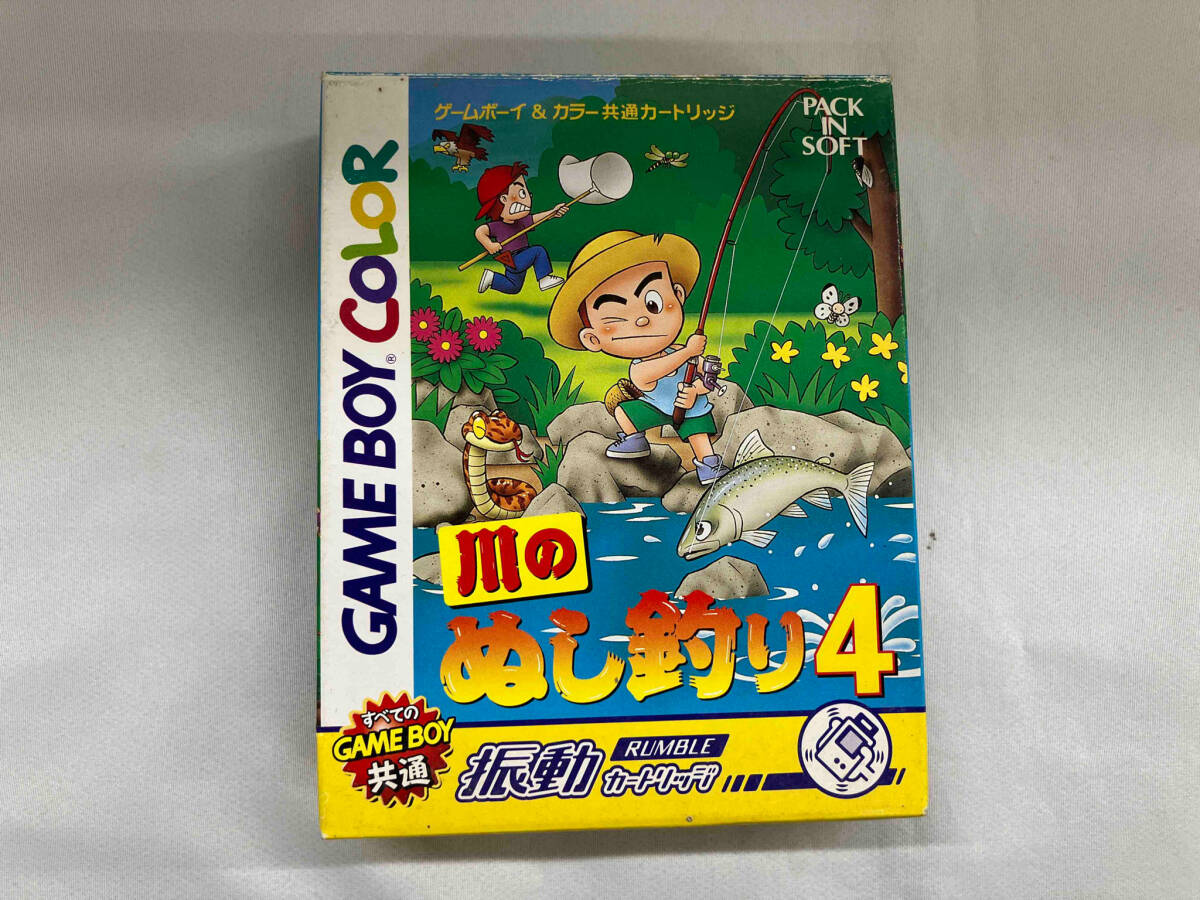 ゲームボーイ & カラー共通カートリッジ
PACK
IN
SOFT
GAME BOY COLOR
®
川の
ぬし釣り4
すべての
GAME BOY
共通
振動
RUMBLE
カートリッジ